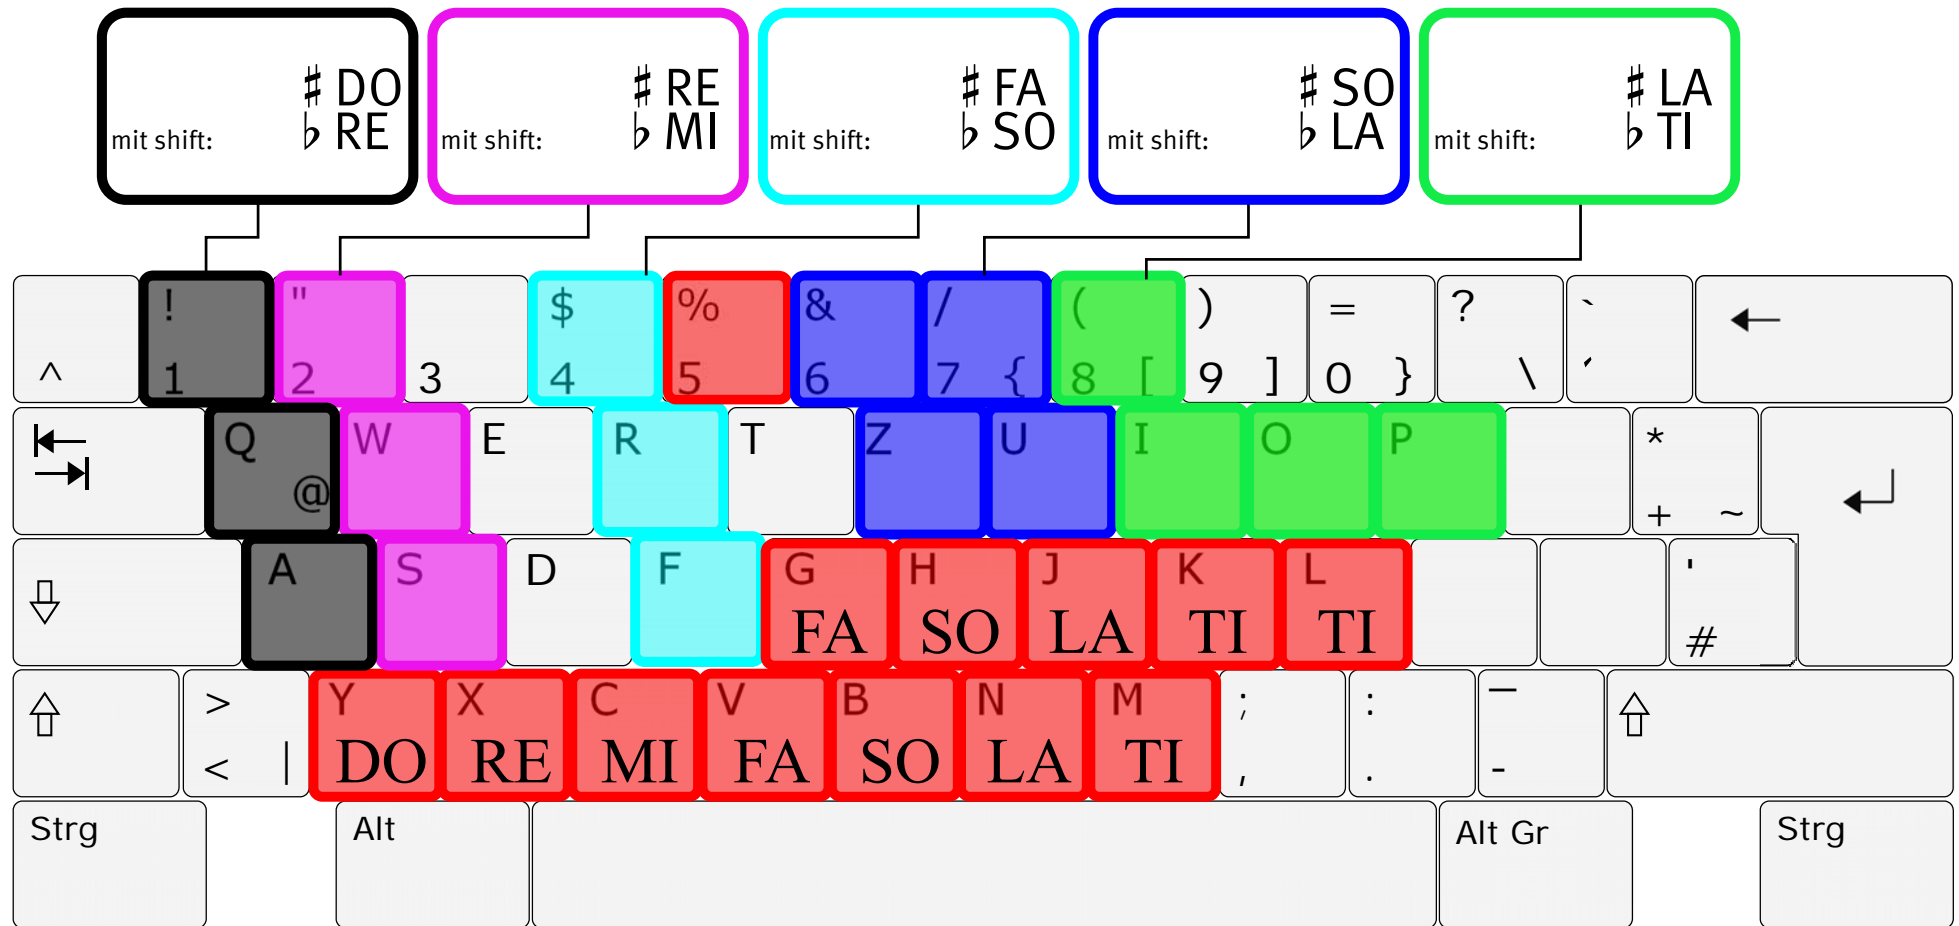 ♯ DO
mit shift: ♭ RE
♯ RE
mit shift: ♭ MI
♯ FA
mit shift: ♭ SO
♯ SO
mit shift: ♭ LA
♯ LA
mit shift: ♭ TI
! " $ % & / ( ) = ? `
^ 1 2 3 4 5 6 7 { 8 [ 9 ] 0 } \ ´
Q W E R T Z U I O P *
@ + ~
A S D F G H J K L '
FA SO LA TI TI #
> Y X C V B N M ; : _
< | DO RE MI FA SO LA TI , . -
Strg Alt Alt Gr Strg